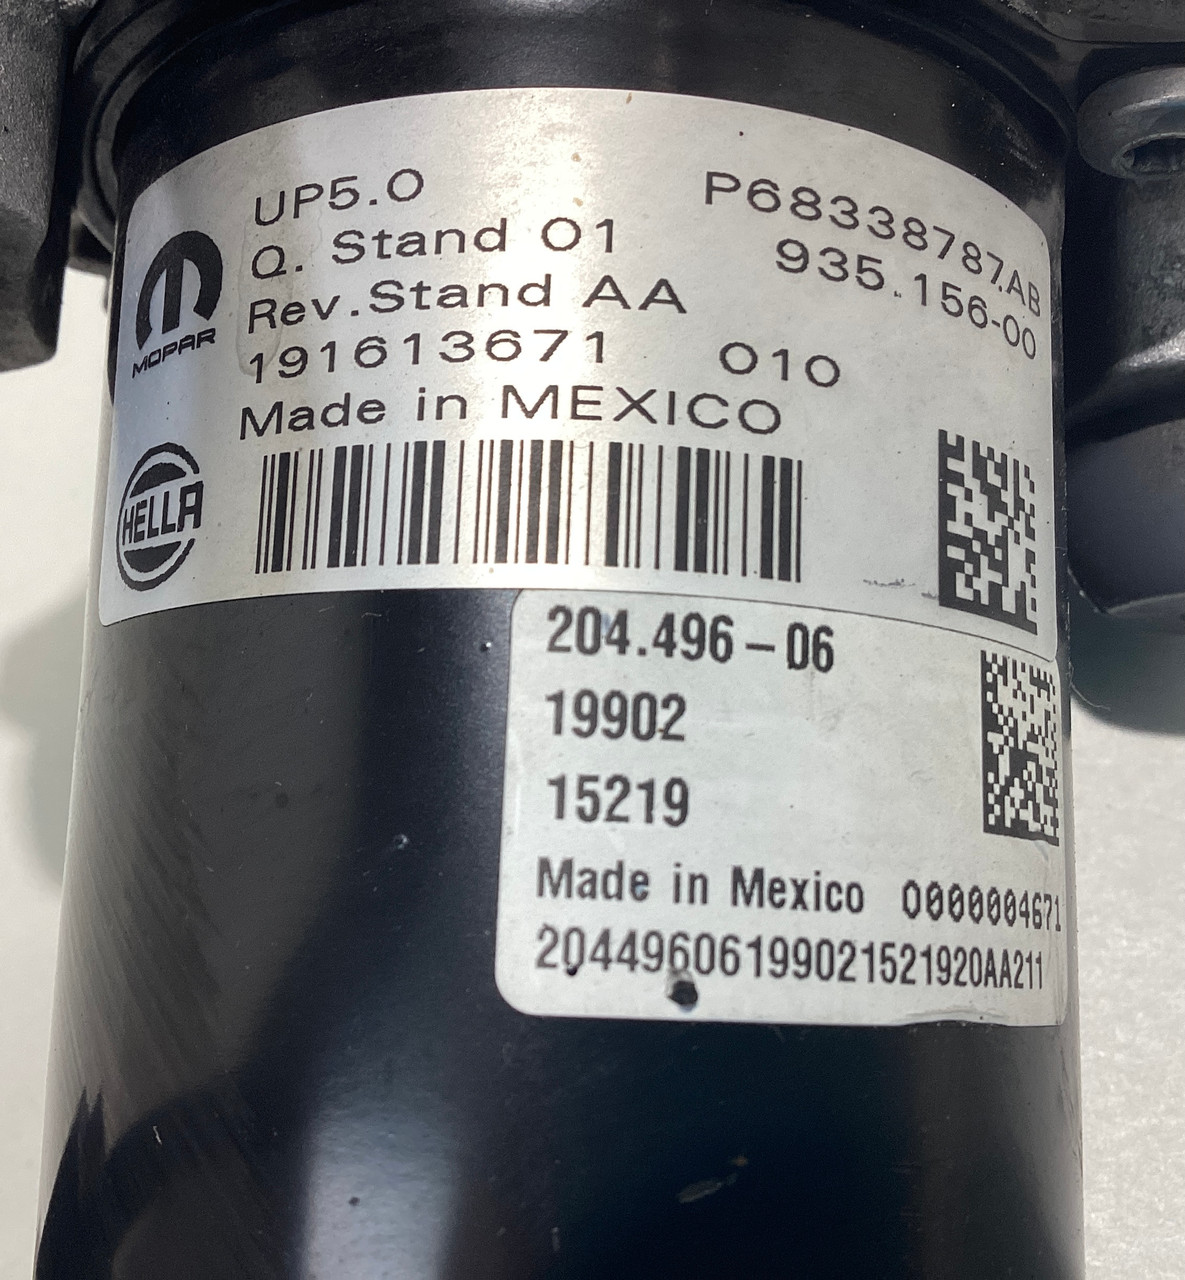 UP5.0
P68338787AB
Q. Stand 01
935.156-00
Rev.Stand AA
191613671 010
Made in MEXICO
MOPAR
HELLA
204.496-06
19902
15219
Made in Mexico 0000004671
20449606199021521920AA211